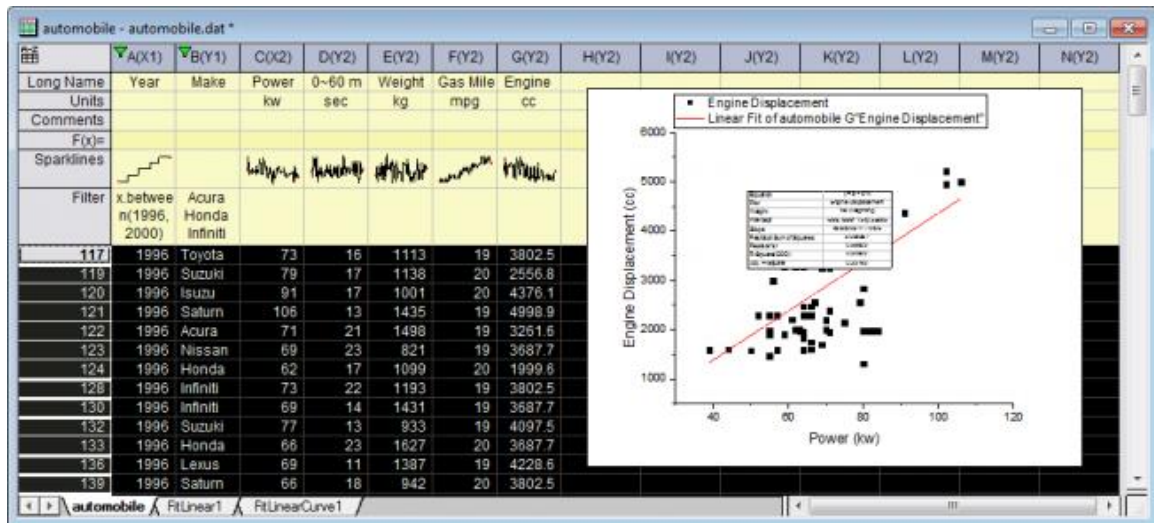 automobile - automobile.dat *
A(X1) B(Y1) C(X2) D(Y2) E(Y2) F(Y2) G(Y2) H(Y2) I(Y2) J(Y2) K(Y2) L(Y2) M(Y2) N(Y2)
Long Name Year Make Power 0~60 m Weight Gas Mile Engine
Units kw sec kg mpg cc
Comments
F(x)=
Sparklines
Filter x.betwee Acura
n(1996, Honda
2000) Infiniti
117 1996 Toyota 73 16 1113 19 3802.5
119 1996 Suzuki 79 17 1138 20 2556.8
120 1996 Isuzu 91 17 1001 20 4376.1
121 1996 Saturn 106 13 1435 19 4998.9
122 1996 Acura 71 21 1498 19 3261.6
123 1996 Nissan 69 23 821 19 3687.7
124 1996 Honda 62 17 1099 20 1999.6
128 1996 Infiniti 73 22 1193 19 3802.5
130 1996 Infiniti 69 14 1431 19 3687.7
132 1996 Suzuki 77 13 933 19 4097.5
133 1996 Honda 66 23 1627 20 3687.7
136 1996 Lexus 69 11 1387 19 4228.6
139 1996 Saturn 66 18 942 20 3802.5
Engine Displacement
Linear Fit of automobile G"Engine Displacement"
6000
5000
4000
3000
2000
1000
Engine Displacement (cc)
40 60 80 100 120
Power (kw)
automobile FitLinear1 FitLinearCurve1